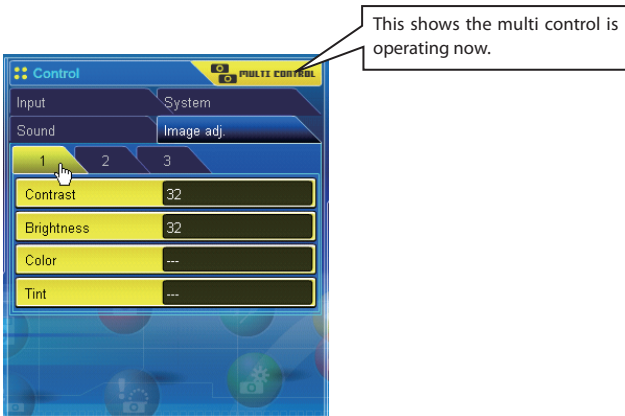 This shows the multi control is
operating now.
Control
MULTI CONTROL
Input
System
Sound
Image adj.
1
2
3
Contrast
32
Brightness
32
Color
---
Tint
---